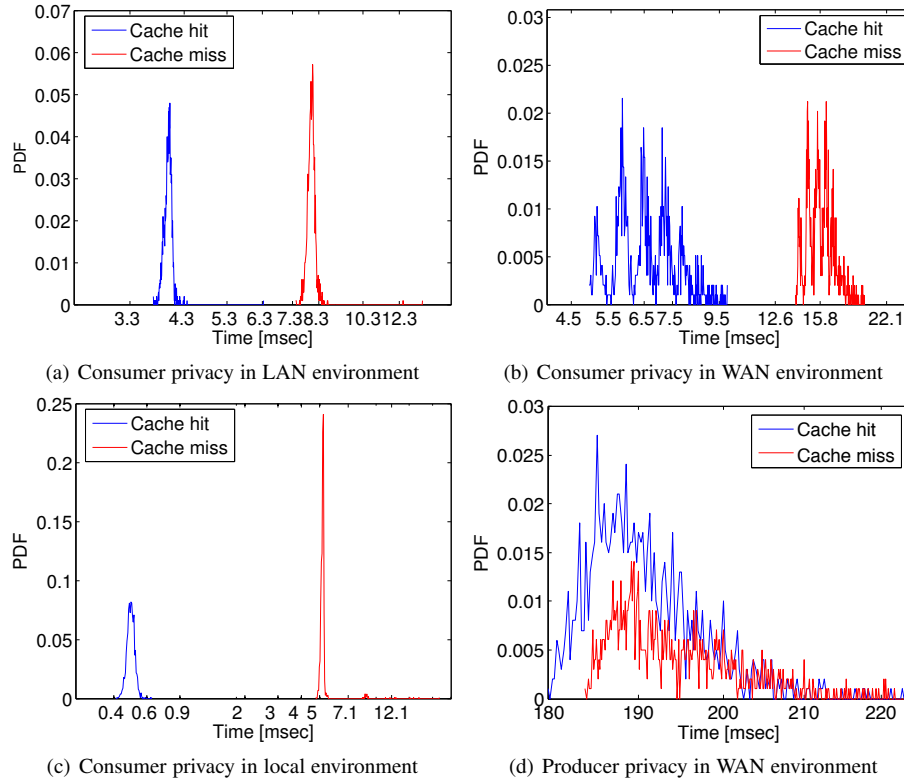 0.07
0.06
0.05
0.04
0.03
0.02
0.01
0
PDF
Cache hit
Cache miss
3.3 4.3 5.3 6.3 7.38.3 10.312.3
Time [msec]
(a) Consumer privacy in LAN environment
0.03
0.025
0.02
0.015
0.01
0.005
0
PDF
Cache hit
Cache miss
4.5 5.5 6.5 7.5 9.5 12.6 15.8 22.1
Time [msec]
(b) Consumer privacy in WAN environment
0.25
0.2
0.15
0.1
0.05
0
PDF
Cache hit
Cache miss
0.4 0.6 0.9 2 3 4 5 7.1 12.1
Time [msec]
(c) Consumer privacy in local environment
0.03
0.025
0.02
0.015
0.01
0.005
0
PDF
Cache hit
Cache miss
180 190 200 210 220
Time [msec]
(d) Producer privacy in WAN environment